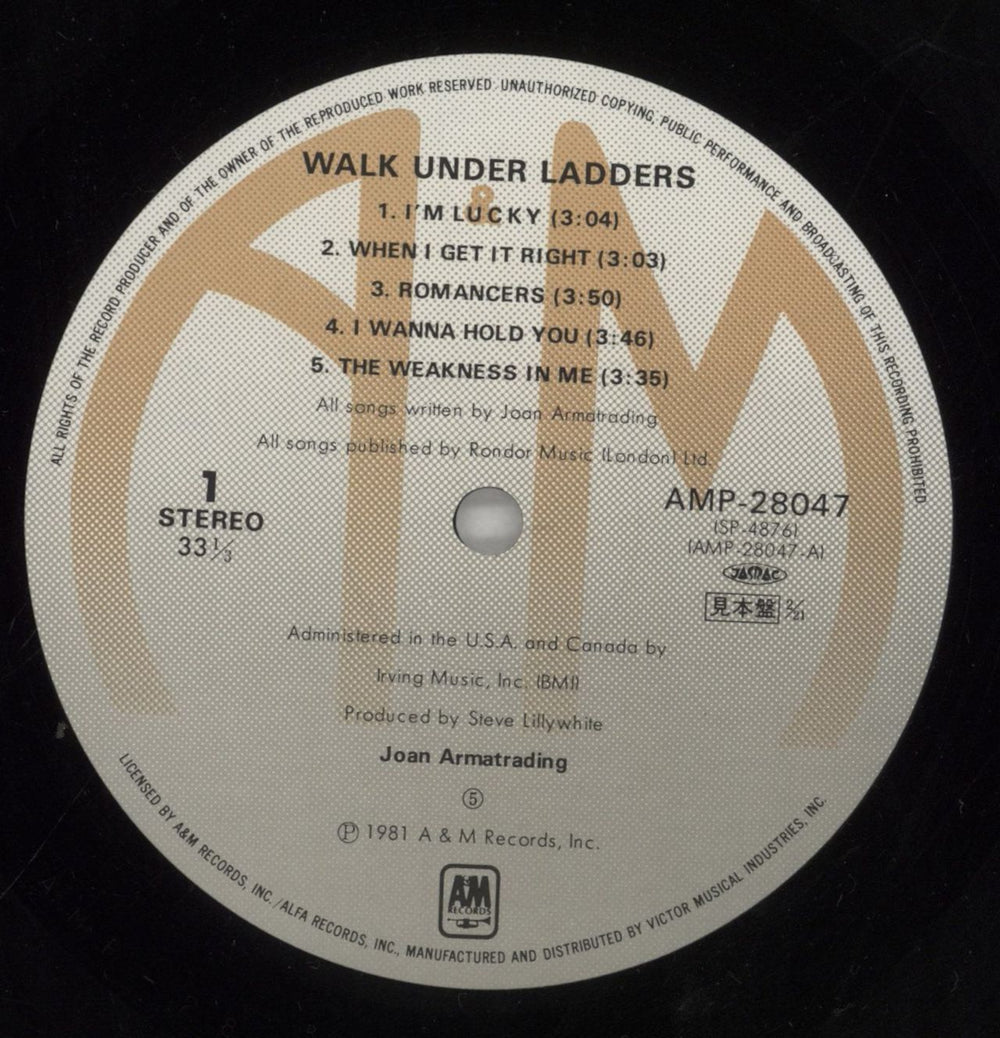 ALL RIGHTS OF THE RECORD PRODUCER AND OF THE OWNER OF THE REPRODUCED WORK RESERVED. UNAUTHORIZED COPYING, PUBLIC PERFORMANCE AND BROADCASTING OF THIS RECORDING PROHIBITED
WALK UNDER LADDERS
&
1. I'M LUCKY (3:04)
2. WHEN I GET IT RIGHT (3:03)
3. ROMANCERS (3:50)
4. I WANNA HOLD YOU (3:46)
5. THE WEAKNESS IN ME (3:35)
All songs written by Joan Armatrading
All songs published by Rondor Music (London) Ltd.
1
STEREO
33⅓
AMP-28047
(SP-4876)
(AMP-28047-A)
JASRAC
見本盤 2/21
Administered in the U.S.A. and Canada by
Irving Music, Inc. (BMI)
Produced by Steve Lillywhite
Joan Armatrading
⑤
Ⓟ 1981 A & M Records, Inc.
A&M
RECORDS
LICENSED BY A&M RECORDS, INC./ALFA RECORDS, INC., MANUFACTURED AND DISTRIBUTED BY VICTOR MUSICAL INDUSTRIES, INC.